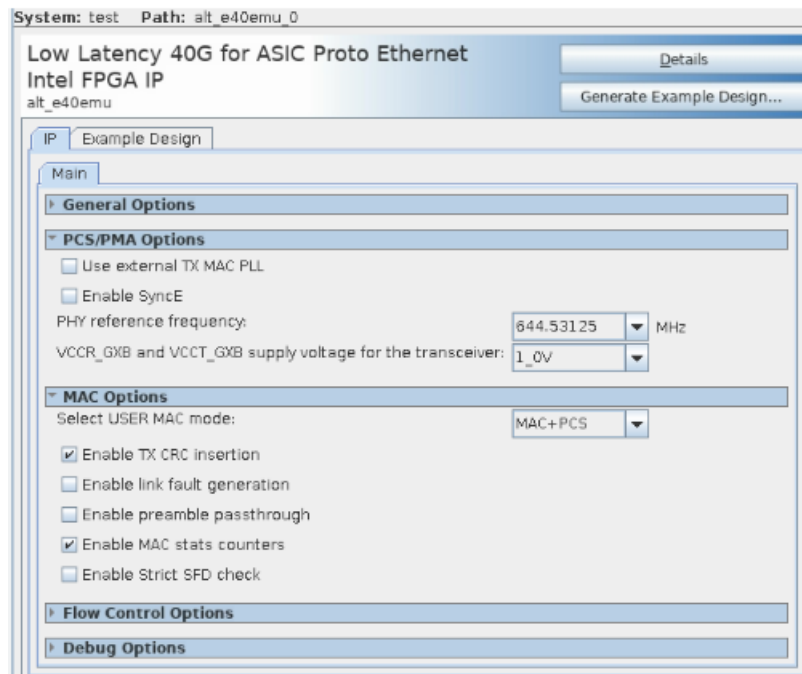 System: test Path: alt_e40emu_0
Low Latency 40G for ASIC Proto Ethernet
Intel FPGA IP
alt_e40emu
Details
Generate Example Design...
IP Example Design
Main
General Options
PCS/PMA Options
Use external TX MAC PLL
Enable SyncE
PHY reference frequency: 644.53125 MHz
VCCR_GXB and VCCT_GXB supply voltage for the transceiver: 1_0V
MAC Options
Select USER MAC mode: MAC+PCS
Enable TX CRC insertion
Enable link fault generation
Enable preamble passthrough
Enable MAC stats counters
Enable Strict SFD check
Flow Control Options
Debug Options